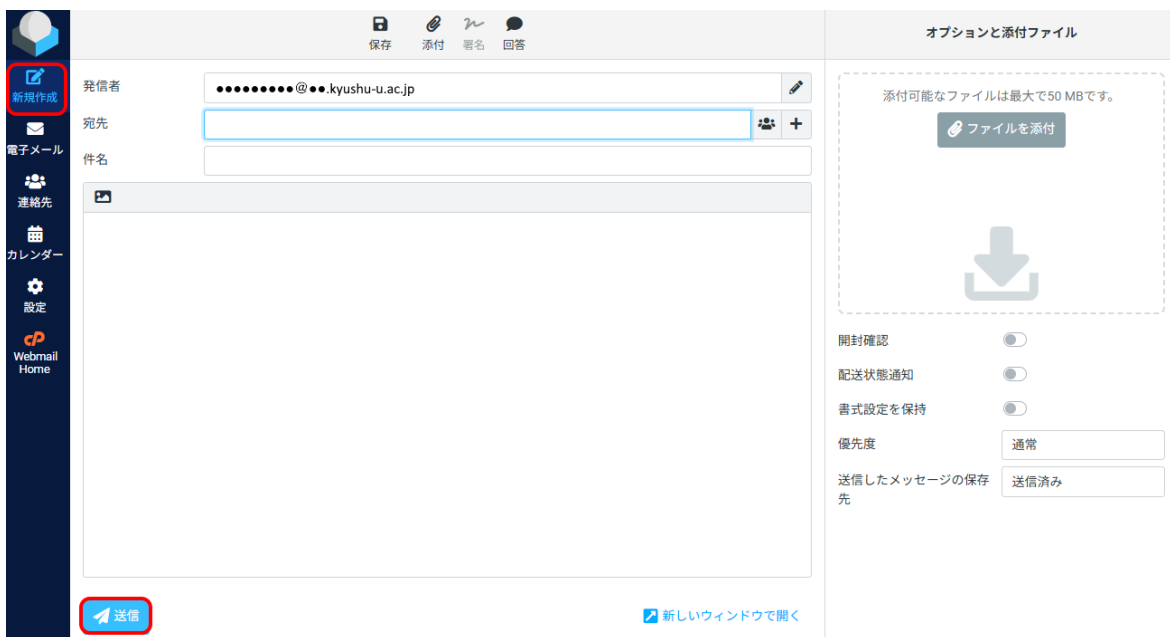 保存 添付 署名 回答
オプションと添付ファイル
新規作成
電子メール
連絡先
カレンダー
設定
cP
Webmail
Home
発信者
●●●●●●●●●@●●.kyushu-u.ac.jp
宛先
件名
送信
新しいウィンドウで開く
添付可能なファイルは最大で50 MBです。
ファイルを添付
開封確認
配送状態通知
書式設定を保持
優先度 通常
送信したメッセージの保存 送信済み
先